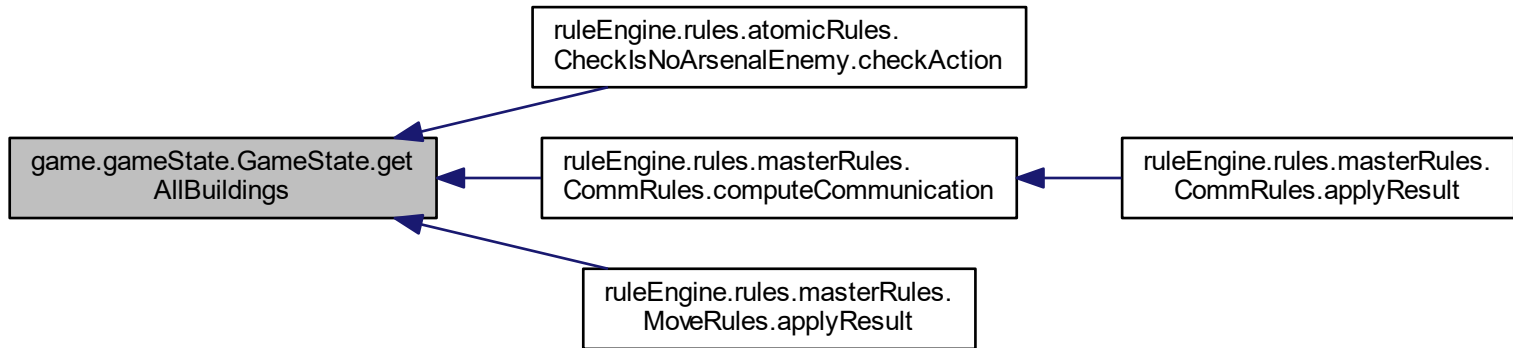 game.gameState.GameState.get
AllBuildings
ruleEngine.rules.atomicRules.
CheckIsNoArsenalEnemy.checkAction
ruleEngine.rules.masterRules.
CommRules.computeCommunication
ruleEngine.rules.masterRules.
CommRules.applyResult
ruleEngine.rules.masterRules.
MoveRules.applyResult